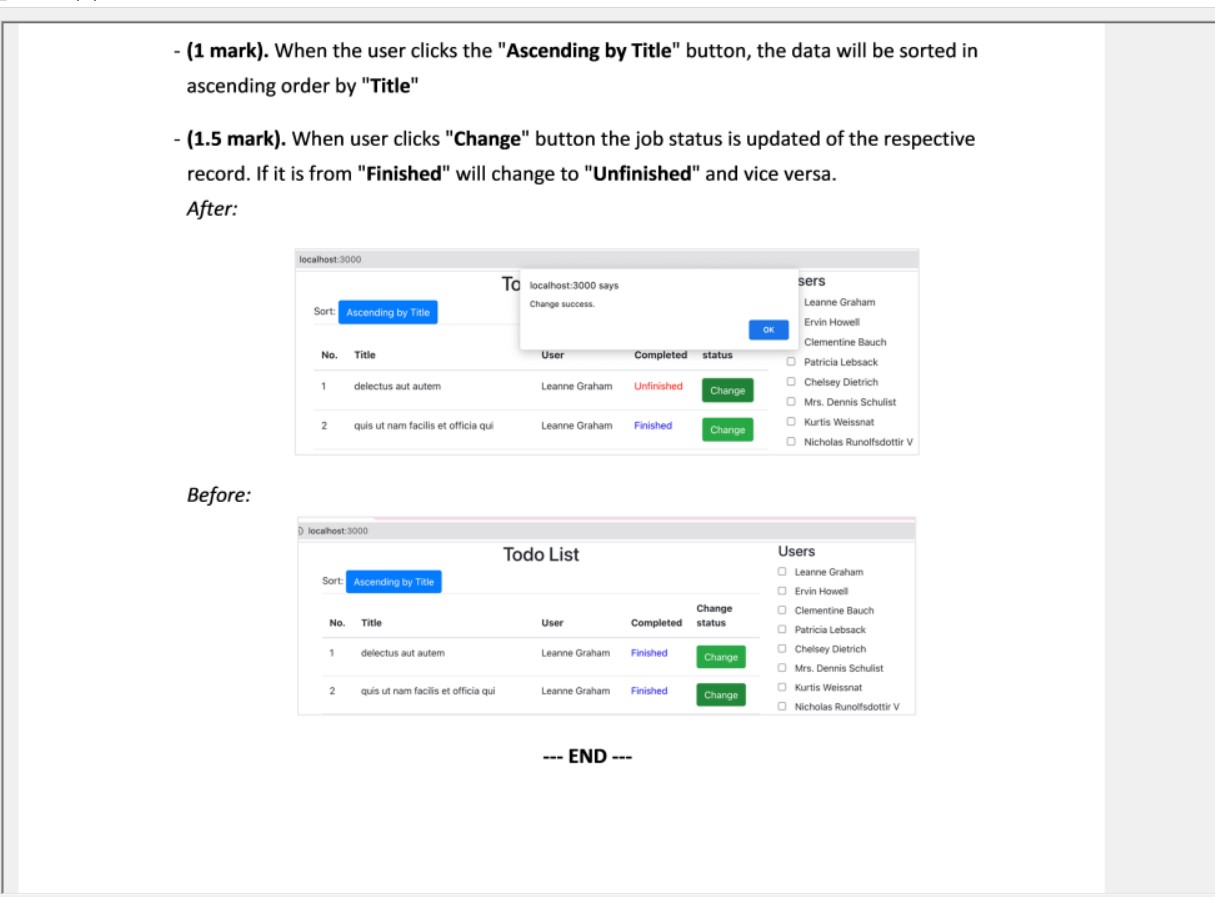 - (1 mark). When the user clicks the "Ascending by Title" button, the data will be sorted in
ascending order by "Title"
- (1.5 mark). When user clicks "Change" button the job status is updated of the respective
record. If it is from "Finished" will change to "Unfinished" and vice versa.
After:
localhost:3000
To
localhost:3000 says
Change success.
OK
sers
Sort: Ascending by Title
Leanne Graham
Ervin Howell
Clementine Bauch
Patricia Lebsack
Chelsey Dietrich
Mrs. Dennis Schulist
Kurtis Weissnat
Nicholas Runolfsdottir V
No. Title User Completed status
1 delectus aut autem Leanne Graham Unfinished Change
2 quis ut nam facilis et officia qui Leanne Graham Finished Change
Before:
localhost:3000
Todo List
Sort: Ascending by Title
No. Title User Completed Change status
1 delectus aut autem Leanne Graham Finished Change
2 quis ut nam facilis et officia qui Leanne Graham Finished Change
Users
Leanne Graham
Ervin Howell
Clementine Bauch
Patricia Lebsack
Chelsey Dietrich
Mrs. Dennis Schulist
Kurtis Weissnat
Nicholas Runolfsdottir V
--- END ---